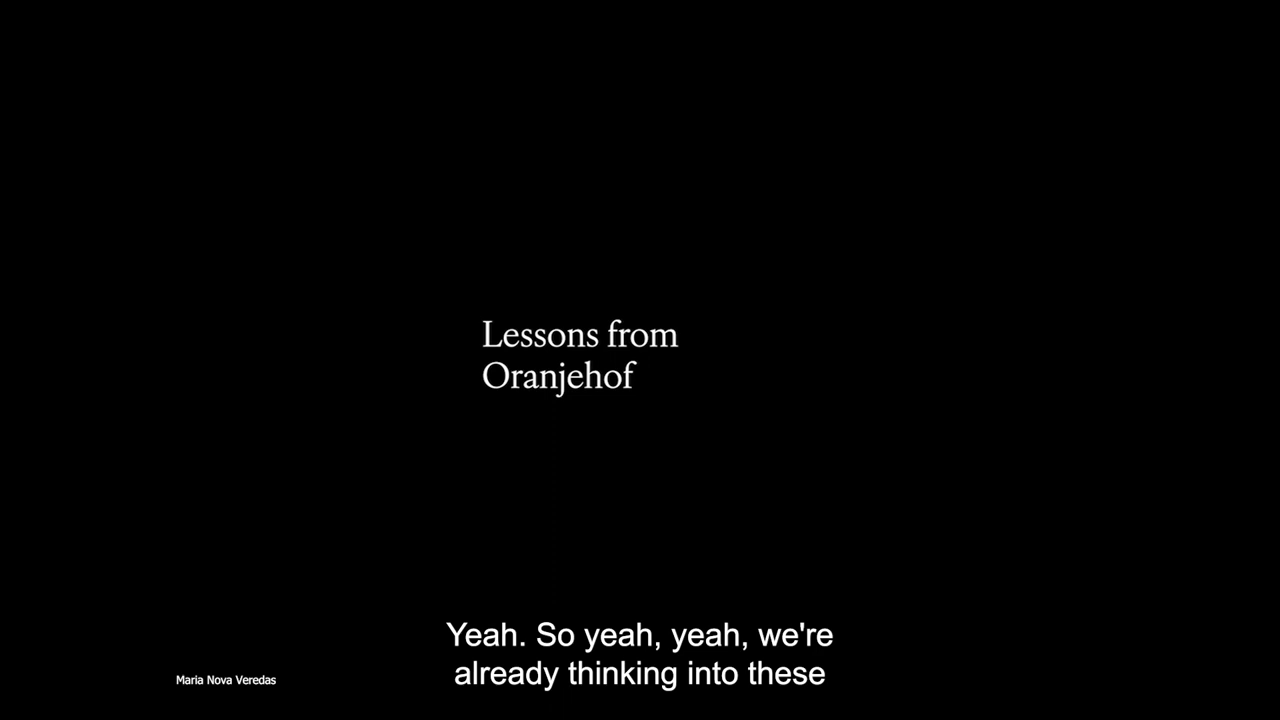 Lessons from
Oranjehof
Yeah. So yeah, yeah, we're
already thinking into these
Maria Nova Veredas